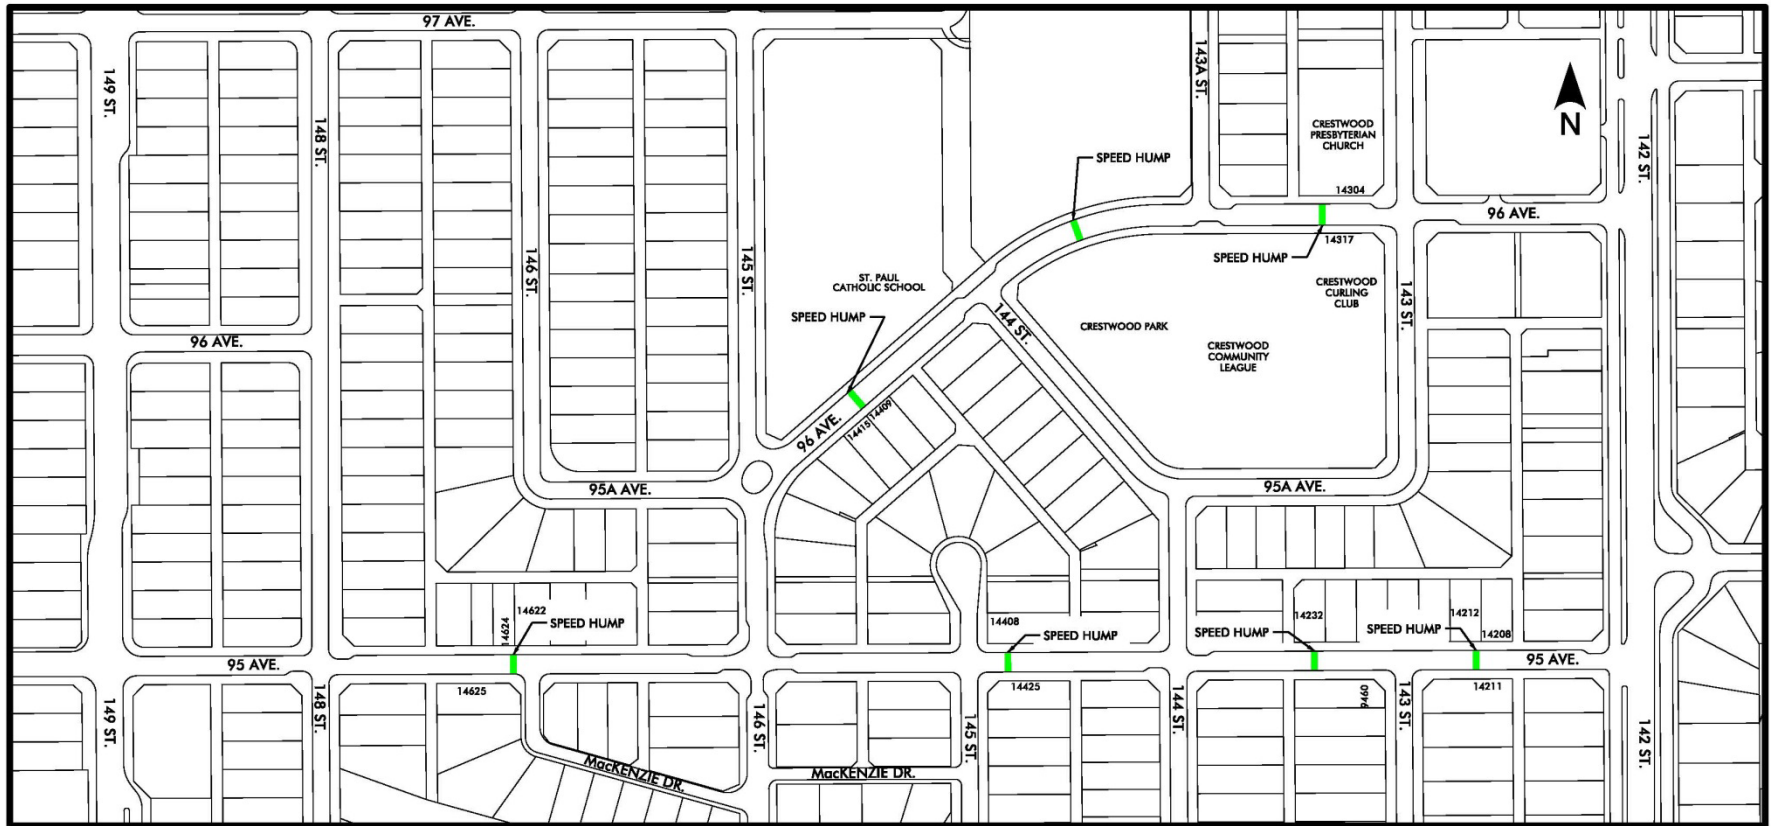 97 AVE.
149 ST.
148 ST.
146 ST.
145 ST.
143A ST.
142 ST.
N
CRESTWOOD
PRESBYTERIAN
CHURCH
SPEED HUMP
14304
96 AVE.
14317
SPEED HUMP
ST. PAUL
CATHOLIC SCHOOL
CRESTWOOD
CURLING
CLUB
143 ST.
SPEED HUMP
144 ST.
CRESTWOOD PARK
CRESTWOOD
COMMUNITY
LEAGUE
96 AVE.
96 AVE.
14415
14409
95A AVE.
95A AVE.
14624
14622
SPEED HUMP
14408
SPEED HUMP
14232
SPEED HUMP
14212
14208
SPEED HUMP
95 AVE.
95 AVE.
14625
14425
9460
14211
149 ST.
148 ST.
146 ST.
145 ST.
144 ST.
143 ST.
142 ST.
MacKENZIE DR.
MacKENZIE DR.